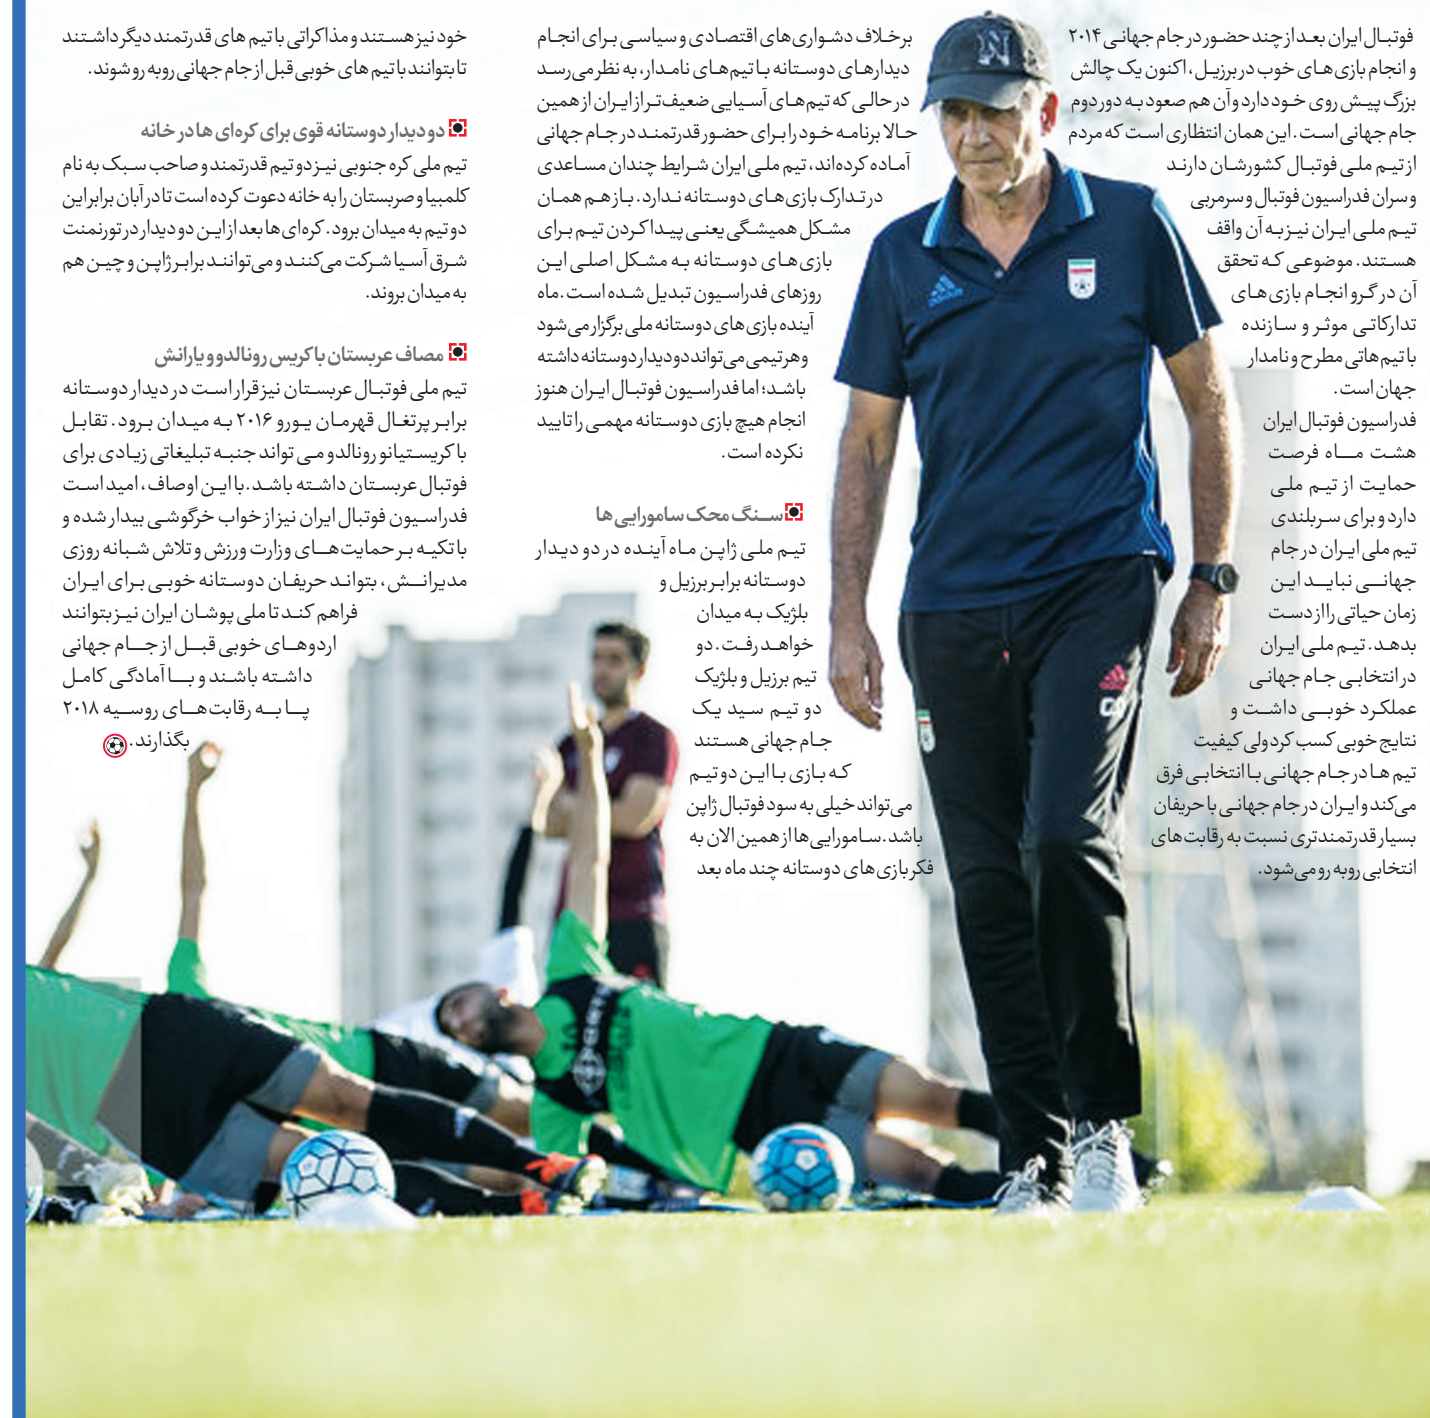 فوتبال ایران بعد از چند حضور در جام جهانی ۲۰۱۴
و انجام بازی‌های خوب در برزیل، اکنون یک چالش
بزرگ پیش روی خود دارد و آن هم صعود به دور دوم
جام جهانی است. این همان انتظاری است که مردم
از تیم ملی فوتبال کشورشان دارند
و سران فدراسیون فوتبال و سرمربی
تیم ملی ایران نیز به آن واقف
هستند. موضوعی که تحقق
آن در گرو انجام بازی‌های
تدارکاتی موثر و سازنده
با تیم‌هاتی مطرح و نامدار
جهان است.
فدراسیون فوتبال ایران
هشت ماه فرصت
حمایت از تیم ملی
دارد و برای سربلندی
تیم ملی ایران در جام
جهانی نباید این
زمان حیاتی را از دست
بدهد. تیم ملی ایران
در انتخابی جام جهانی
عملکرد خوبی داشت و
نتایج خوبی کسب کرد ولی کیفیت
تیم ها در جام جهانی با انتخابی فرق
می‌کند و ایران در جام جهانی با حریفان
بسیار قدرتمندتری نسبت به رقابت‌های
انتخابی روبه رو می‌شود.
برخلاف دشواری‌های اقتصادی و سیاسی برای انجام
دیدارهای دوستانه با تیم‌های نامدار، به نظر می‌رسد
در حالی که تیم‌های آسیایی ضعیف‌تر از ایران از همین
حالا برنامه خود را برای حضور قدرتمند در جام جهانی
آماده کرده‌اند، تیم ملی ایران شرایط چندان مساعدی
در تدارک بازی‌های دوستانه ندارد. باز هم همان
مشکل همیشگی یعنی پیدا کردن تیم برای
بازی‌های دوستانه به مشکل اصلی این
روزهای فدراسیون تبدیل شده است. ماه
آینده بازی‌های دوستانه ملی برگزار می‌شود
و هر تیمی می‌تواند دو دیدار دوستانه داشته
باشد؛ اما فدراسیون فوتبال ایران هنوز
انجام هیچ بازی دوستانه مهمی را تایید
نکرده است.
سنگ محک سامورایی‌ها
تیم ملی ژاپن ماه آینده در دو دیدار
دوستانه برابر برزیل و
بلژیک به میدان
خواهد رفت. دو
تیم برزیل و بلژیک
دو تیم سید یک
جام جهانی هستند
که بازی با این دو تیم
می‌تواند خیلی به سود فوتبال ژاپن
باشد. سامورایی‌ها از همین الان به
فکر بازی‌های دوستانه چند ماه بعد
خود نیز هستند و مذاکراتی با تیم های قدرتمند دیگر داشتند
تا بتوانند با تیم های خوبی قبل از جام جهانی روبه رو شوند.
دو دیدار دوستانه قوی برای کره‌ای ها در خانه
تیم ملی کره جنوبی نیز دو تیم قدرتمند و صاحب سبک به نام
کلمبیا و صربستان را به خانه دعوت کرده است تا در آبان برابر این
دو تیم به میدان برود. کره‌ای‌ها بعد از این دو دیدار در تورنمنت
شرق آسیا شرکت می‌کنند و می‌توانند برابر ژاپن و چین هم
به میدان بروند.
مصاف عربستان با کریس رونالدو و یارانش
تیم ملی فوتبال عربستان نیز قرار است در دیدار دوستانه
برابر پرتغال قهرمان یورو ۲۰۱۶ به میدان برود. تقابل
با کریستیانو رونالدو می تواند جنبه تبلیغاتی زیادی برای
فوتبال عربستان داشته باشد. با این اوصاف، امید است
فدراسیون فوتبال ایران نیز از خواب خرگوشی بیدار شده و
با تکیه بر حمایت‌های وزارت ورزش و تلاش شبانه روزی
مدیرانش، بتواند حریفان دوستانه خوبی برای ایران
فراهم کند تا ملی پوشان ایران نیز بتوانند
اردوهای خوبی قبل از جام جهانی
داشته باشند و با آمادگی کامل
پا به رقابت‌های روسیه ۲۰۱۸
بگذارند.
N
adidas
adidas
CQ